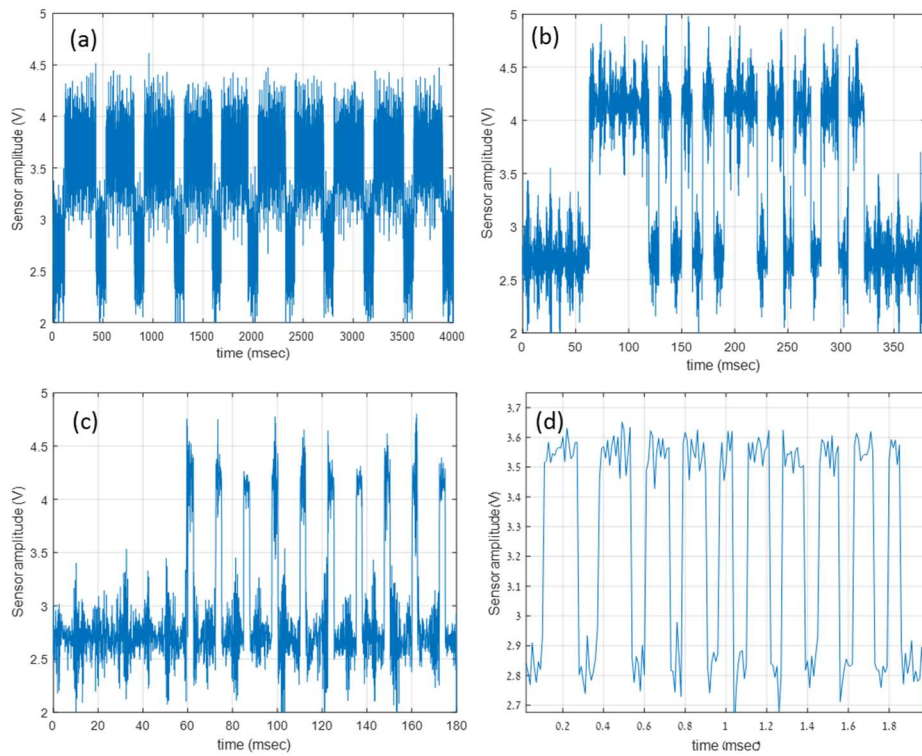 (a)
5
4.5
4
3.5
3
2.5
2
Sensor amplitude (V)
0 500 1000 1500 2000 2500 3000 3500 4000
time (msec)
(b)
5
4.5
4
3.5
3
2.5
2
Sensor amplitude (V)
0 50 100 150 200 250 300 350
time (msec)
(c)
5
4.5
4
3.5
3
2.5
2
Sensor amplitude (V)
0 20 40 60 80 100 120 140 160 180
time (msec)
(d)
3.7
3.6
3.5
3.4
3.3
3.2
3.1
3
2.9
2.8
2.7
Sensor amplitude (V)
0.2 0.4 0.6 0.8 1 1.2 1.4 1.6 1.8
time (msec)